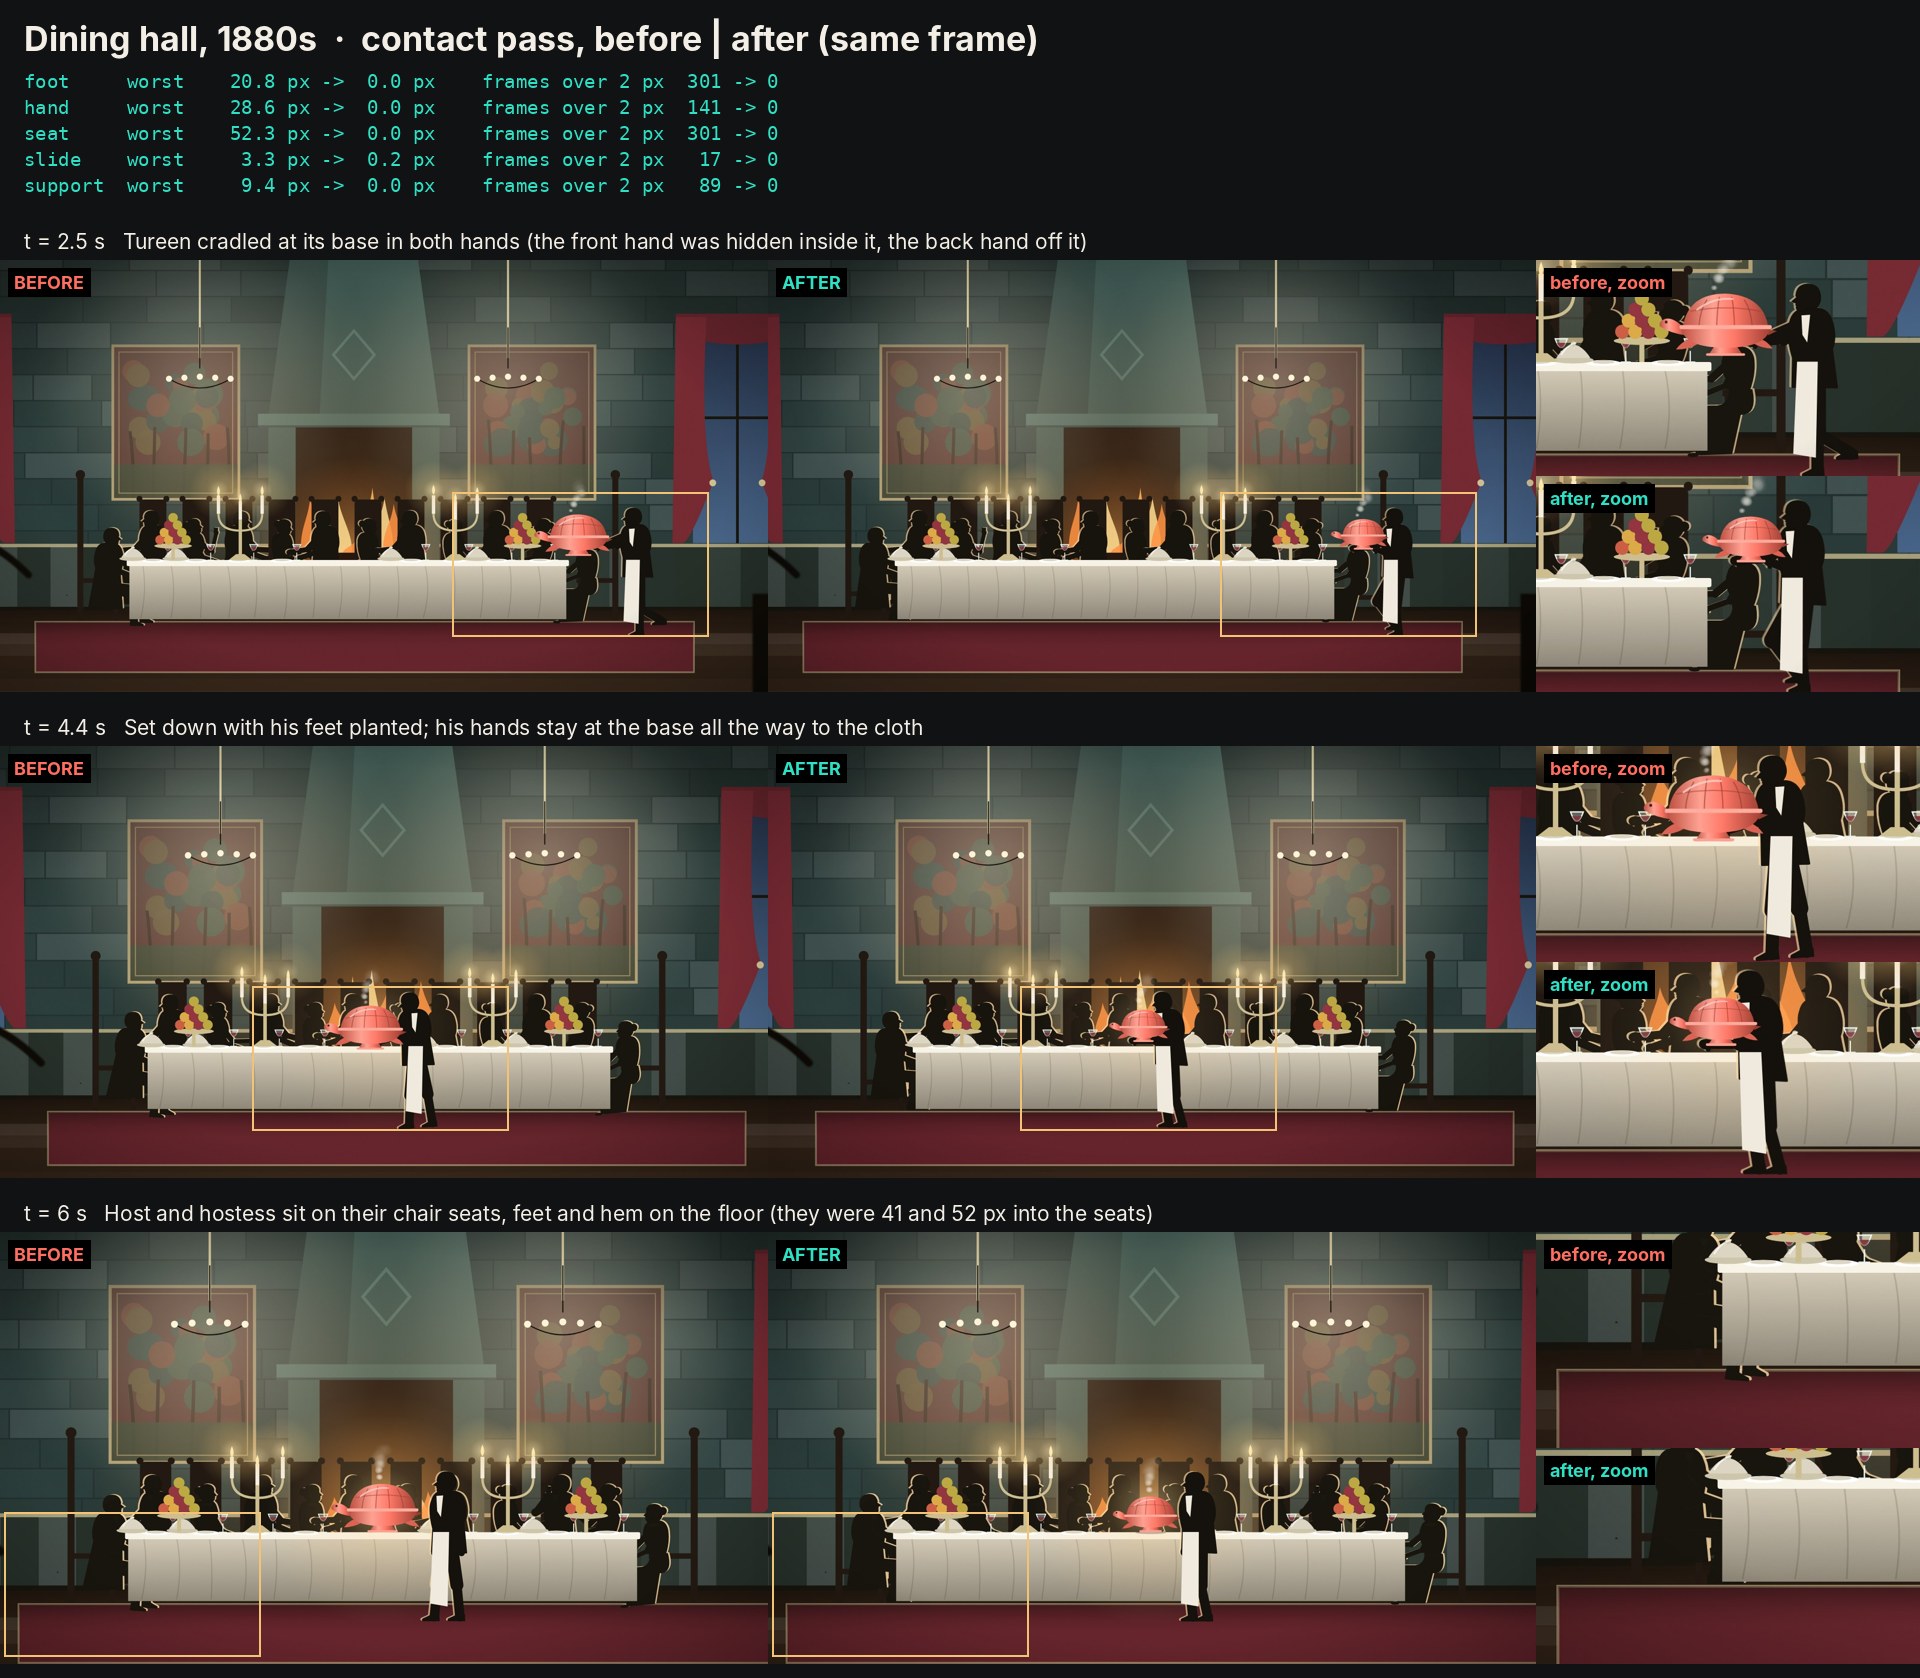 Dining hall, 1880s · contact pass, before | after (same frame)
foot worst 20.8 px -> 0.0 px frames over 2 px 301 -> 0
hand worst 28.6 px -> 0.0 px frames over 2 px 141 -> 0
seat worst 52.3 px -> 0.0 px frames over 2 px 301 -> 0
slide worst 3.3 px -> 0.2 px frames over 2 px 17 -> 0
support worst 9.4 px -> 0.0 px frames over 2 px 89 -> 0
t = 2.5 s Tureen cradled at its base in both hands (the front hand was hidden inside it, the back hand off it)
BEFORE
AFTER
before, zoom
after, zoom
t = 4.4 s Set down with his feet planted; his hands stay at the base all the way to the cloth
BEFORE
AFTER
before, zoom
after, zoom
t = 6 s Host and hostess sit on their chair seats, feet and hem on the floor (they were 41 and 52 px into the seats)
BEFORE
AFTER
before, zoom
after, zoom